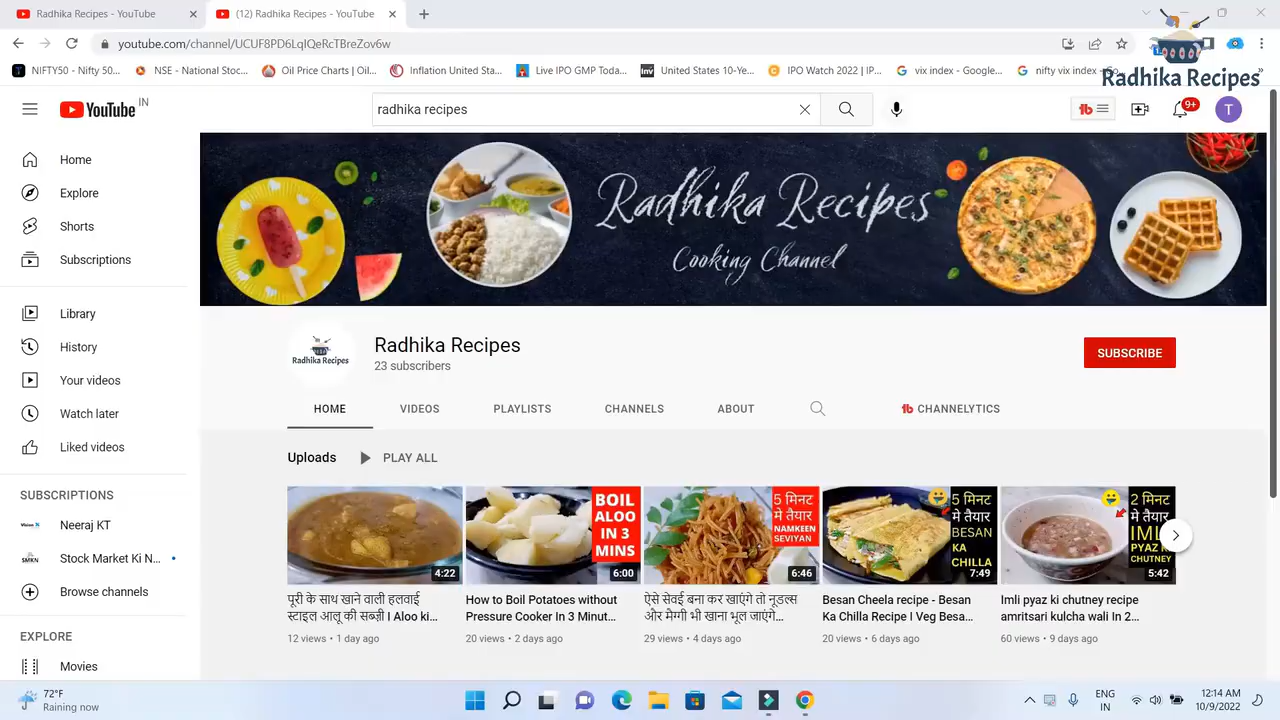 Radhika Recipes - YouTube
(12) Radhika Recipes - YouTube
youtube.com/channel/UCUF8PD6LqIQeRcTBreZov6w
NIFTY50 - Nifty 50...
NSE - National Stoc...
Oil Price Charts | Oil...
Inflation United Sta...
Live IPO GMP Toda...
United States 10-Ye...
IPO Watch 2022 | IP...
vix index - Google...
nifty vix index - Go...
Radhika Recipes
YouTube IN
radhika recipes
9+
T
Home
Explore
Shorts
Subscriptions
Library
History
Your videos
Watch later
Liked videos
SUBSCRIPTIONS
Neeraj KT
Stock Market Ki N...
Browse channels
EXPLORE
Movies
Radhika Recipes
Cooking Channel
Radhika Recipes
Radhika Recipes
23 subscribers
SUBSCRIBE
HOME
VIDEOS
PLAYLISTS
CHANNELS
ABOUT
CHANNELYTICS
Uploads
PLAY ALL
4:22
BOIL
ALOO
IN 3
MINS
6:00
5 मिनट
मे तैयार
NAMKEEN
SEVIYAN
6:46
5 मिनट
मे तैयार
BESAN
KA
CHILLA
7:49
2 मिनट
मे तैयार
IMLI
PYAZ KI
CHUTNEY
5:42
पूरी के साथ खाने वाली हलवाई
स्टाइल आलू की सब्ज़ी I Aloo ki...
12 views • 1 day ago
How to Boil Potatoes without
Pressure Cooker In 3 Minut...
20 views • 2 days ago
ऐसे सेवई बना कर खाएंगे तो नूडल्स
और मैग्गी भी खाना भूल जाएंगे...
29 views • 4 days ago
Besan Cheela recipe - Besan
Ka Chilla Recipe I Veg Besa...
20 views • 6 days ago
Imli pyaz ki chutney recipe
amritsari kulcha wali In 2...
60 views • 9 days ago
72°F
Raining now
ENG
IN
12:14 AM
10/9/2022